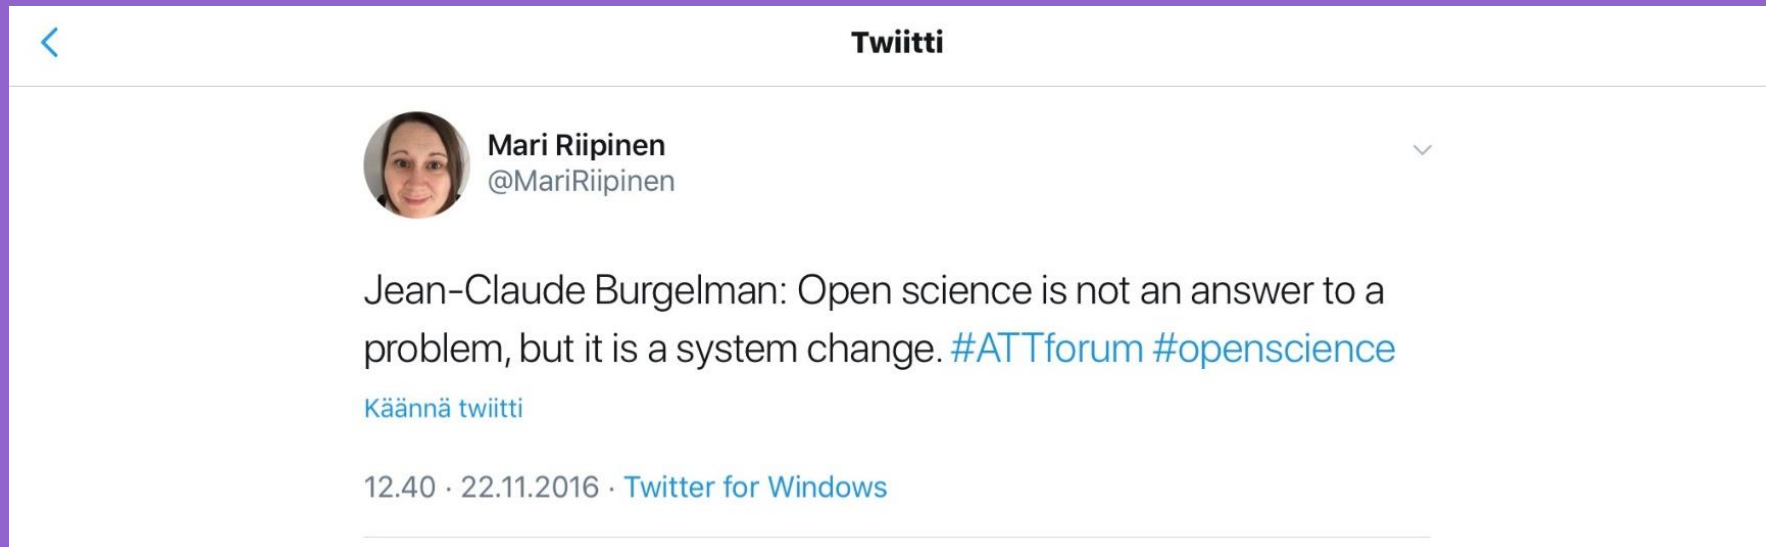 Twiitti
Mari Riipinen
@MariRiipinen
Jean-Claude Burgelman: Open science is not an answer to a
problem, but it is a system change. #ATTforum #openscience
Käännä twiitti
12.40 · 22.11.2016 · Twitter for Windows